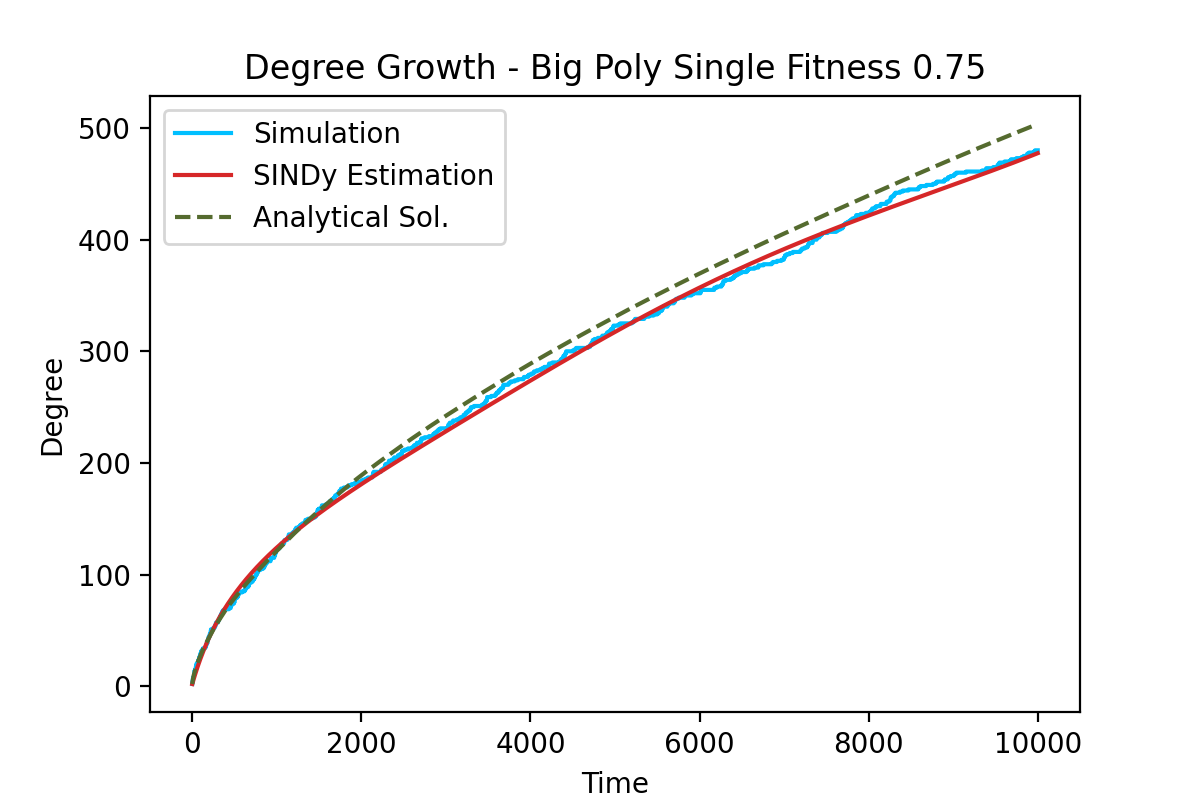 Degree Growth - Big Poly Single Fitness 0.75
Simulation
SINDy Estimation
Analytical Sol.
500
400
300
200
100
0
Degree
0 2000 4000 6000 8000 10000
Time